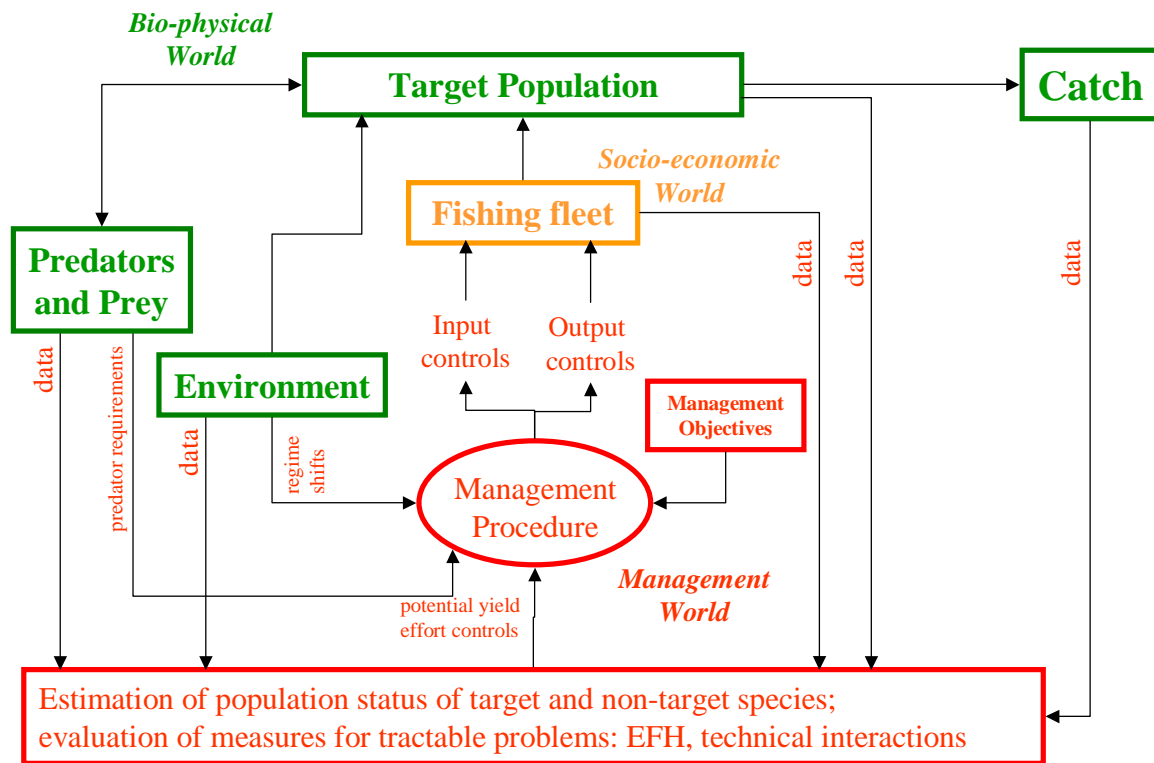 Bio-physical
World
Target Population
Catch
Socio-economic
World
Fishing fleet
Predators
and Prey
data
data
data
Input
controls
Output
controls
data
predator requirements
Environment
data
regime
shifts
Management
Objectives
Management
Procedure
Management
World
potential yield
effort controls
Estimation of population status of target and non-target species;
evaluation of measures for tractable problems: EFH, technical interactions